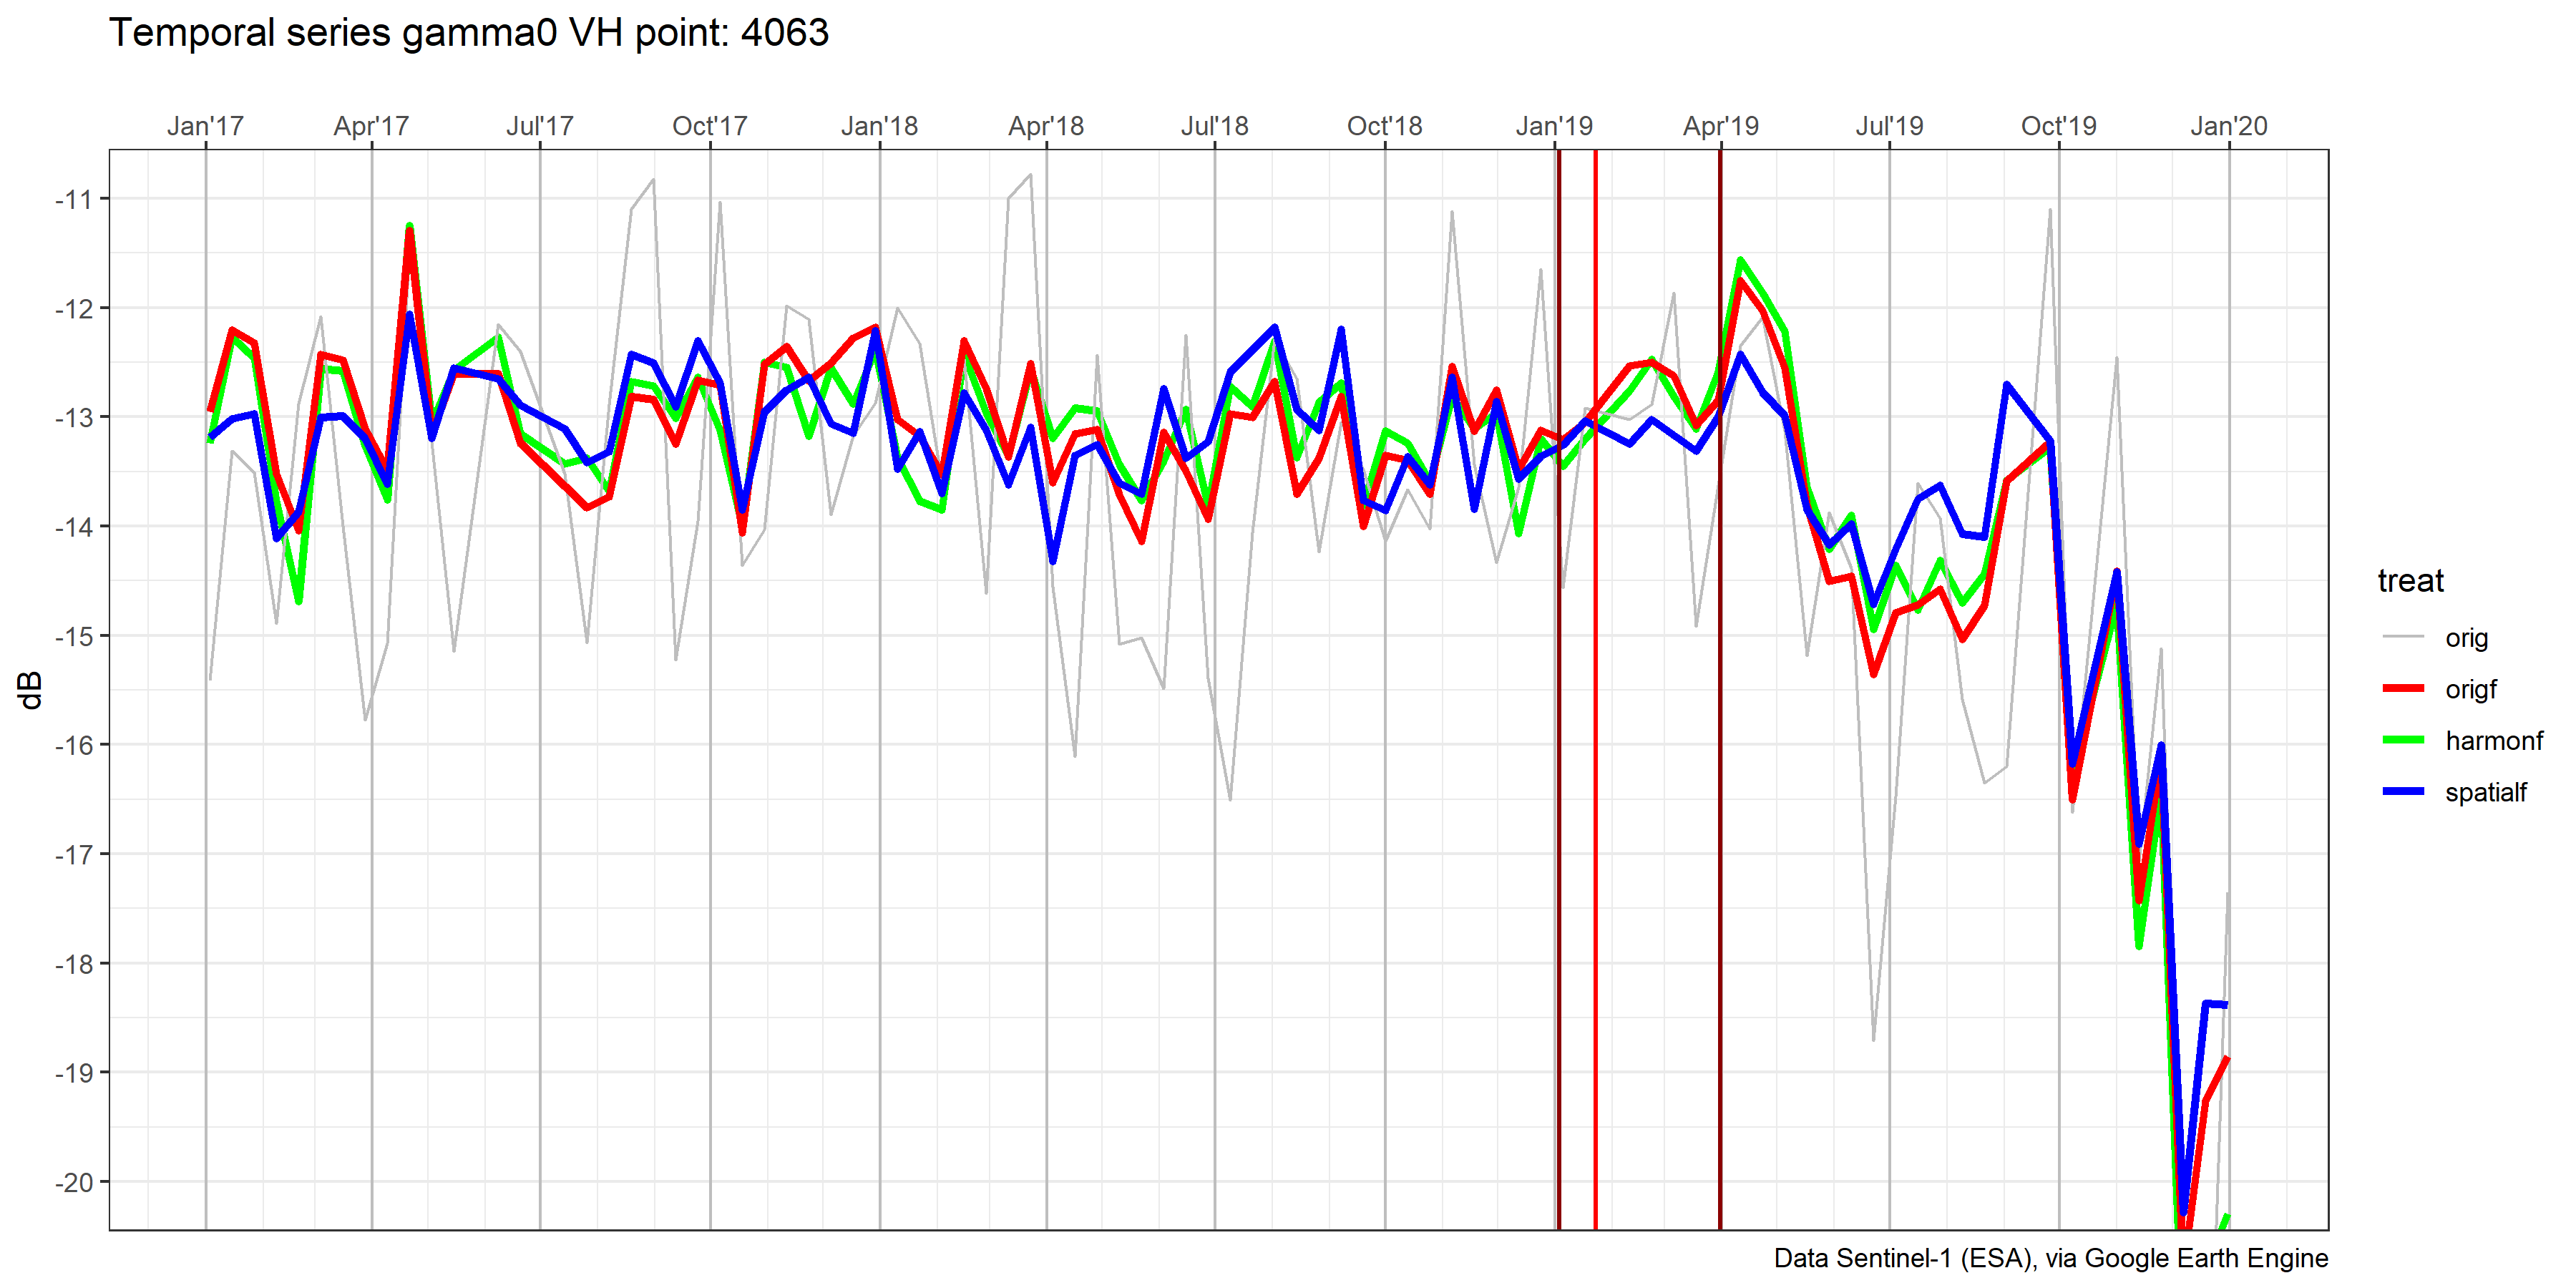 Temporal series gamma0 VH point: 4063
Jan'17 Apr'17 Jul'17 Oct'17 Jan'18 Apr'18 Jul'18 Oct'18 Jan'19 Apr'19 Jul'19 Oct'19 Jan'20
-11
-12
-13
-14
-15
-16
-17
-18
-19
-20
dB
treat
orig
origf
harmonf
spatialf
Data Sentinel-1 (ESA), via Google Earth Engine